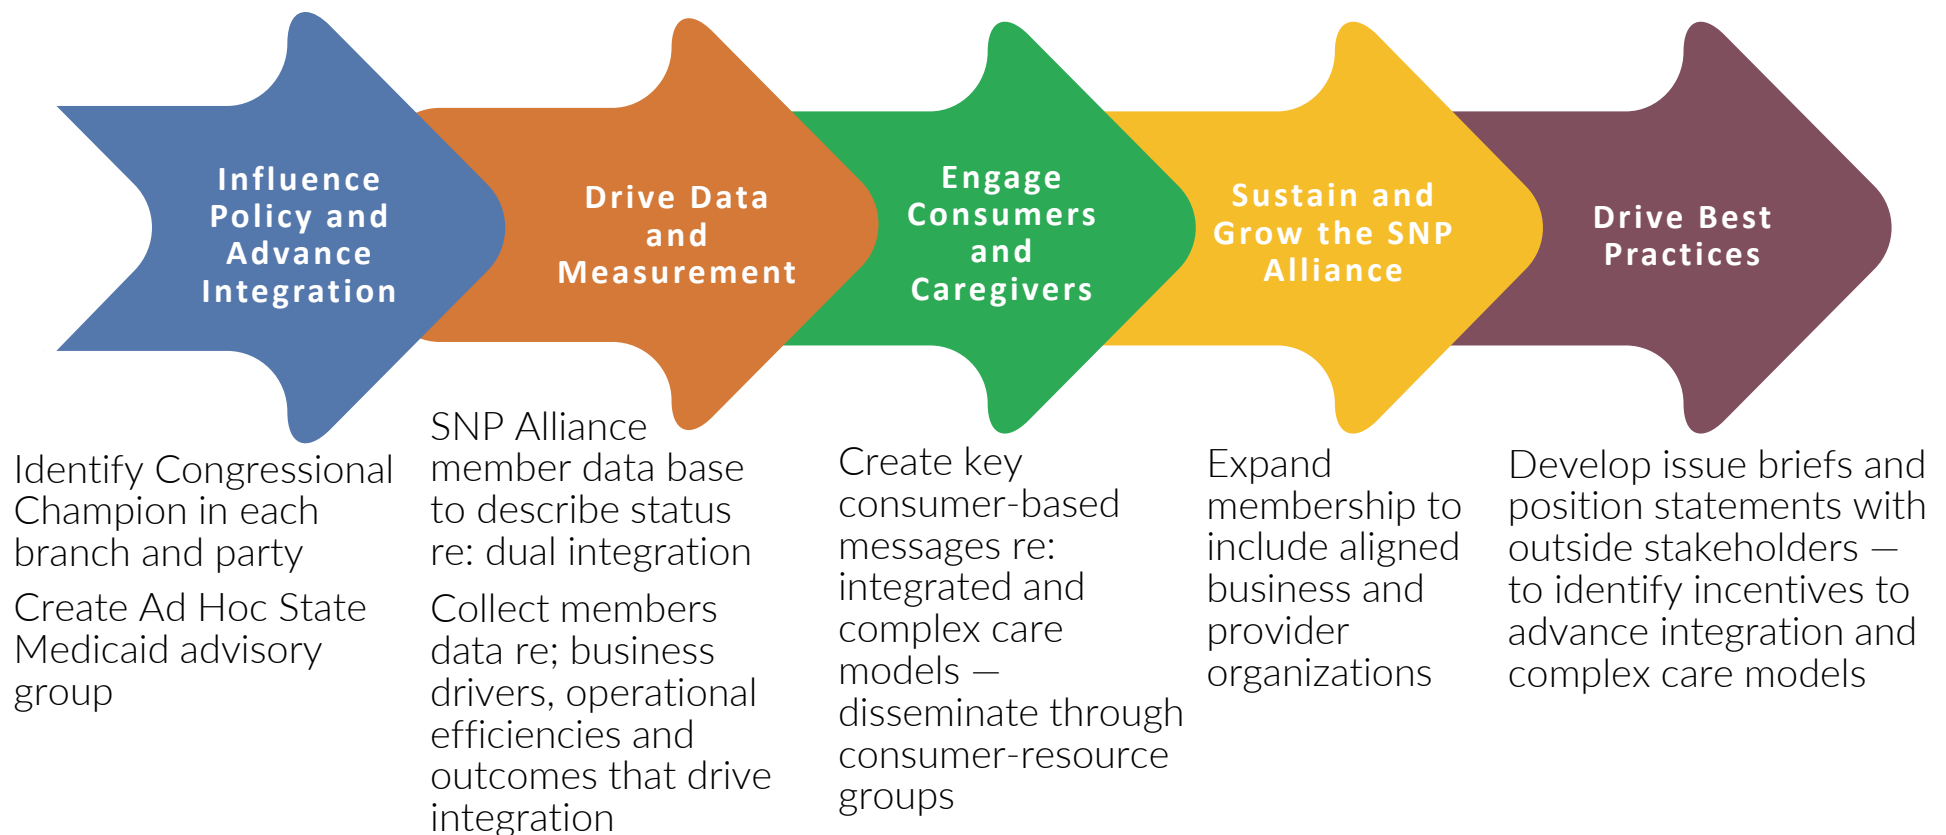 Influence
Policy and
Advance
Integration
Drive Data
and
Measurement
Engage
Consumers
and
Caregivers
Sustain and
Grow the SNP
Alliance
Drive Best
Practices
Identify Congressional
Champion in each
branch and party
Create Ad Hoc State
Medicaid advisory
group
SNP Alliance
member data base
to describe status
re: dual integration
Collect members
data re; business
drivers, operational
efficiencies and
outcomes that drive
integration
Create key
consumer-based
messages re:
integrated and
complex care
models —
disseminate through
consumer-resource
groups
Expand
membership to
include aligned
business and
provider
organizations
Develop issue briefs and
position statements with
outside stakeholders —
to identify incentives to
advance integration and
complex care models